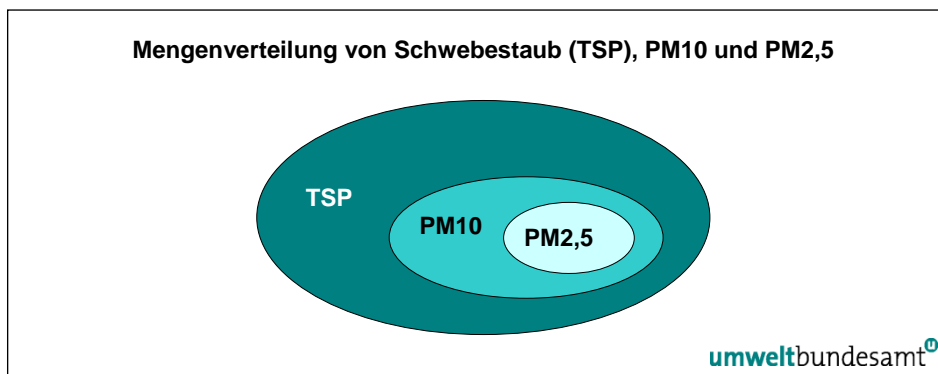 Mengenverteilung von Schwebestaub (TSP), PM10 und PM2,5
TSP
PM10
PM2,5
umweltbundesamt
u